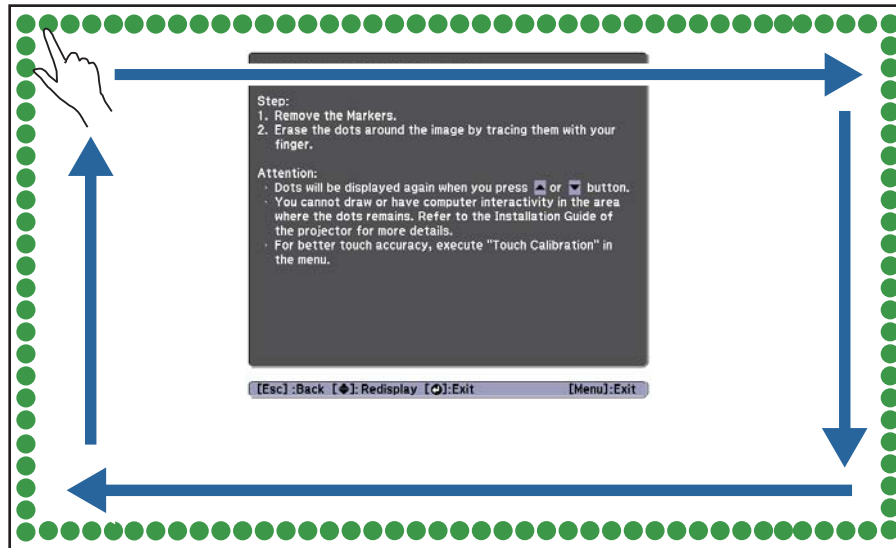 Step:
1. Remove the Markers.
2. Erase the dots around the image by tracing them with your
finger.
Attention:
· Dots will be displayed again when you press ▲ or ▼ button.
· You cannot draw or have computer interactivity in the area
where the dots remains. Refer to the Installation Guide of
the projector for more details.
· For better touch accuracy, execute "Touch Calibration" in
the menu.
[Esc] :Back [◆]: Redisplay [⏎]:Exit [Menu]:Exit